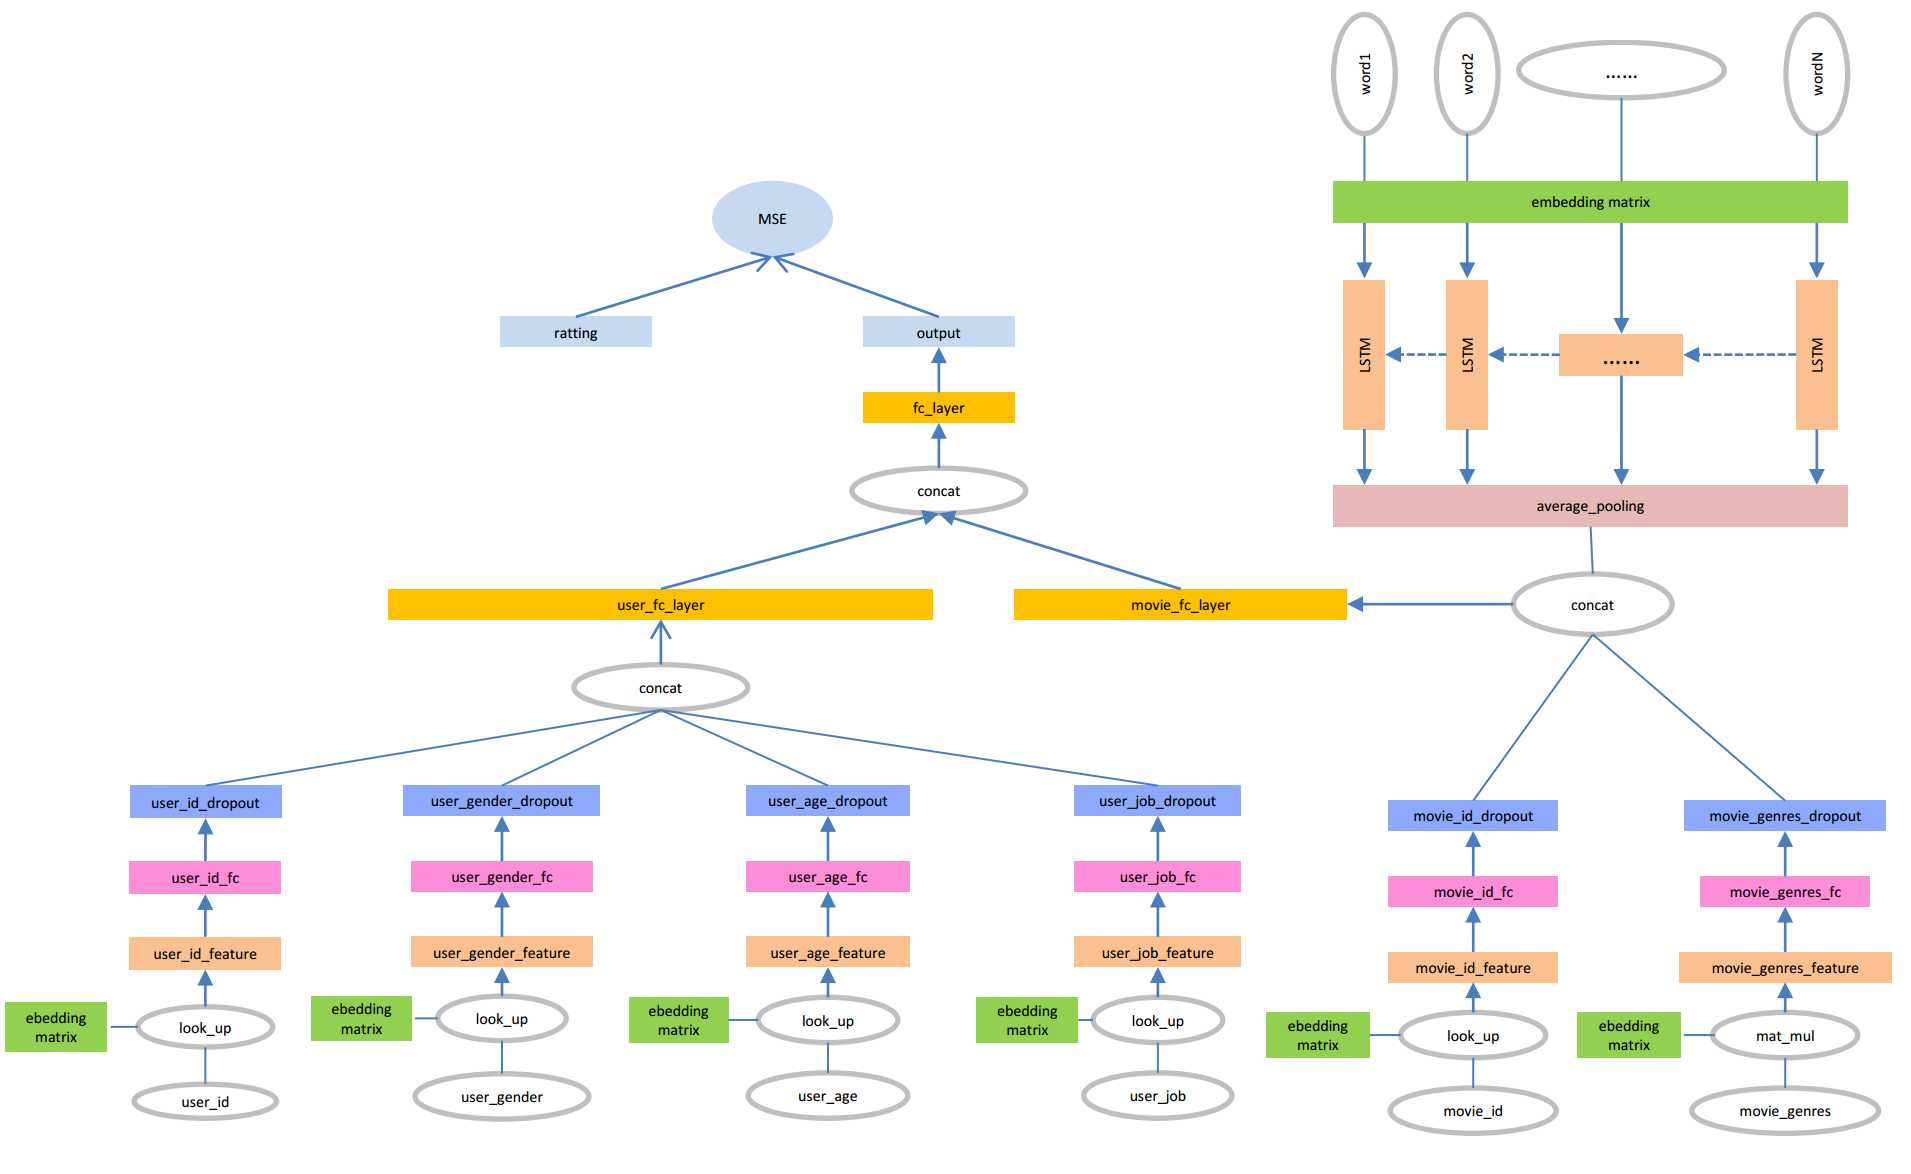 word1
word2
......
wordN
embedding matrix
MSE
ratting
output
LSTM
LSTM
......
LSTM
fc_layer
concat
average_pooling
user_fc_layer
movie_fc_layer
concat
concat
user_id_dropout
user_gender_dropout
user_age_dropout
user_job_dropout
movie_id_dropout
movie_genres_dropout
user_id_fc
user_gender_fc
user_age_fc
user_job_fc
movie_id_fc
movie_genres_fc
user_id_feature
user_gender_feature
user_age_feature
user_job_feature
movie_id_feature
movie_genres_feature
ebedding
matrix
look_up
ebedding
matrix
look_up
ebedding
matrix
look_up
ebedding
matrix
look_up
ebedding
matrix
look_up
ebedding
matrix
mat_mul
user_id
user_gender
user_age
user_job
movie_id
movie_genres